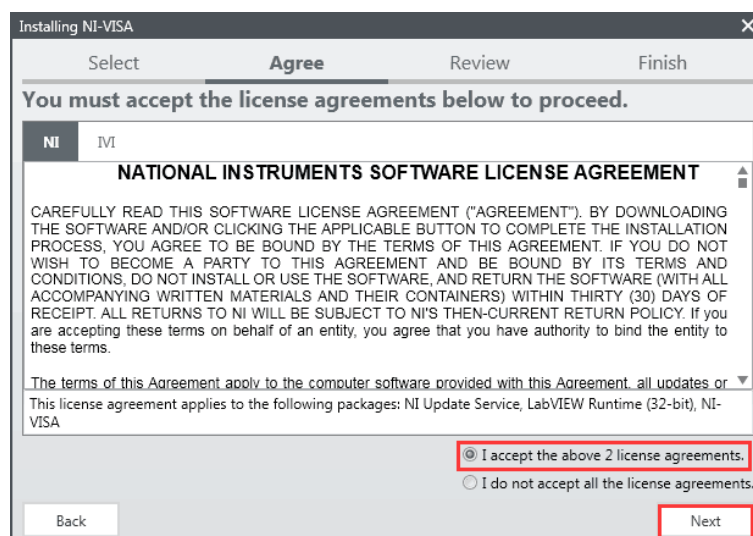 Installing NI-VISA
Select Agree Review Finish
You must accept the license agreements below to proceed.
NI IVI
NATIONAL INSTRUMENTS SOFTWARE LICENSE AGREEMENT
CAREFULLY READ THIS SOFTWARE LICENSE AGREEMENT ("AGREEMENT"). BY DOWNLOADING
THE SOFTWARE AND/OR CLICKING THE APPLICABLE BUTTON TO COMPLETE THE INSTALLATION
PROCESS, YOU AGREE TO BE BOUND BY THE TERMS OF THIS AGREEMENT. IF YOU DO NOT
WISH TO BECOME A PARTY TO THIS AGREEMENT AND BE BOUND BY ITS TERMS AND
CONDITIONS, DO NOT INSTALL OR USE THE SOFTWARE, AND RETURN THE SOFTWARE (WITH ALL
ACCOMPANYING WRITTEN MATERIALS AND THEIR CONTAINERS) WITHIN THIRTY (30) DAYS OF
RECEIPT. ALL RETURNS TO NI WILL BE SUBJECT TO NI'S THEN-CURRENT RETURN POLICY. If you
are accepting these terms on behalf of an entity, you agree that you have authority to bind the entity to
these terms.
The terms of this Agreement apply to the computer software provided with this Agreement, all updates or
This license agreement applies to the following packages: NI Update Service, LabVIEW Runtime (32-bit), NI-
VISA
I accept the above 2 license agreements.
I do not accept all the license agreements.
Back Next